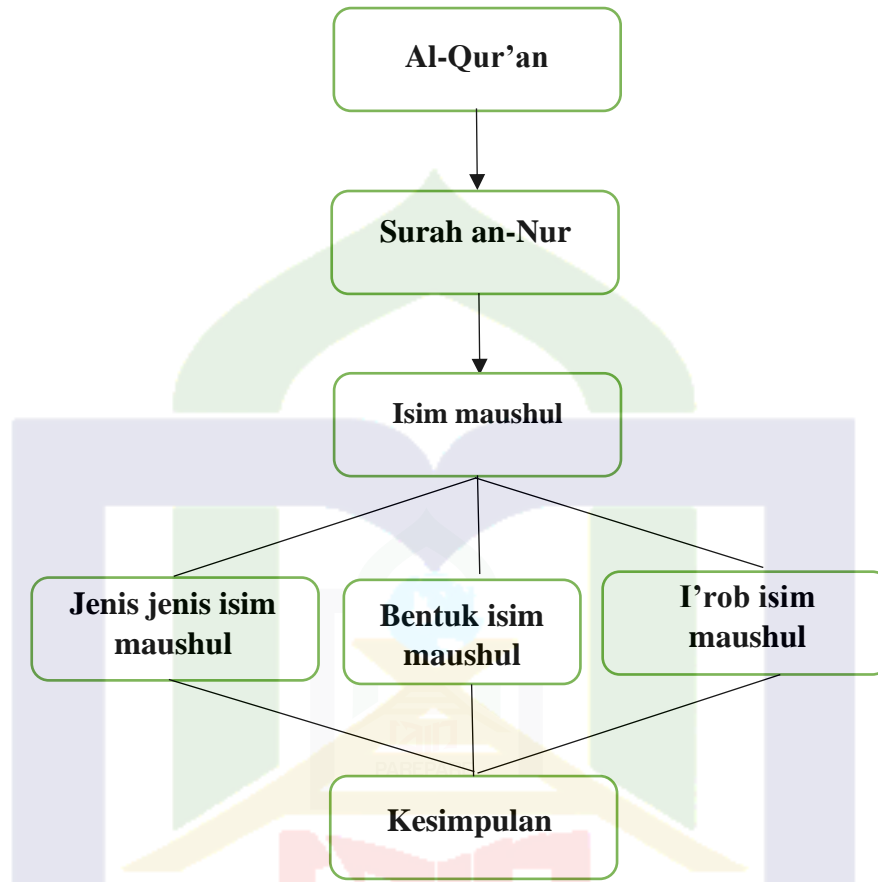 Al-Qur’an
Surah an-Nur
Isim maushul
Jenis jenis isim
maushul
Bentuk isim
maushul
I’rob isim
maushul
PAREPARE
Kesimpulan